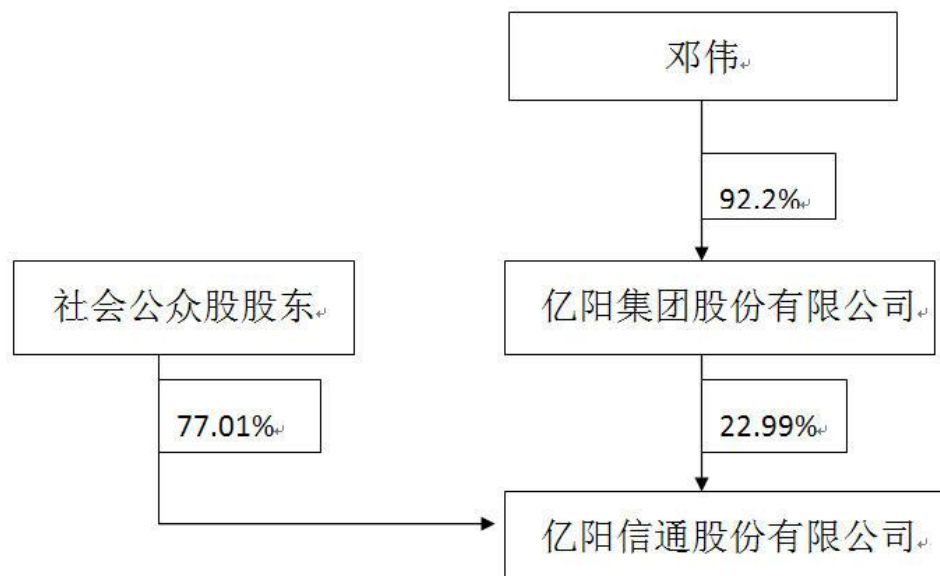 邓伟
92.2%
社会公众股股东
亿阳集团股份有限公司
77.01%
22.99%
亿阳信通股份有限公司